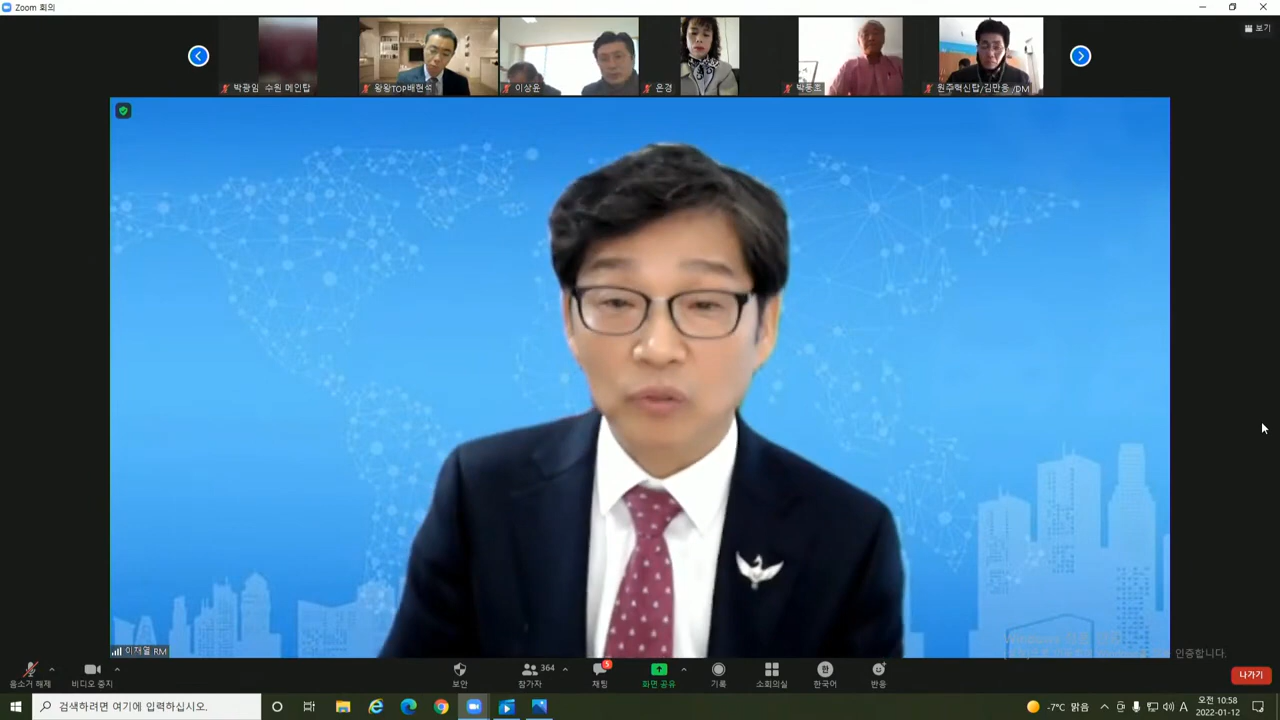 Zoom 회의
보기
박광임 수원 메인탑
왕왕TOP배현석
이상윤
은경
원주혁신탑/김만응 /DM
이재열 RM
인증합니다.
음소거 해제
비디오 중지
보안
364
참가자
5
채팅
화면 공유
기록
소회의실
한국어
반응
나가기
검색하려면 여기에 입력하십시오.
-7°C 맑음
A
오전 10:58
2022-01-12